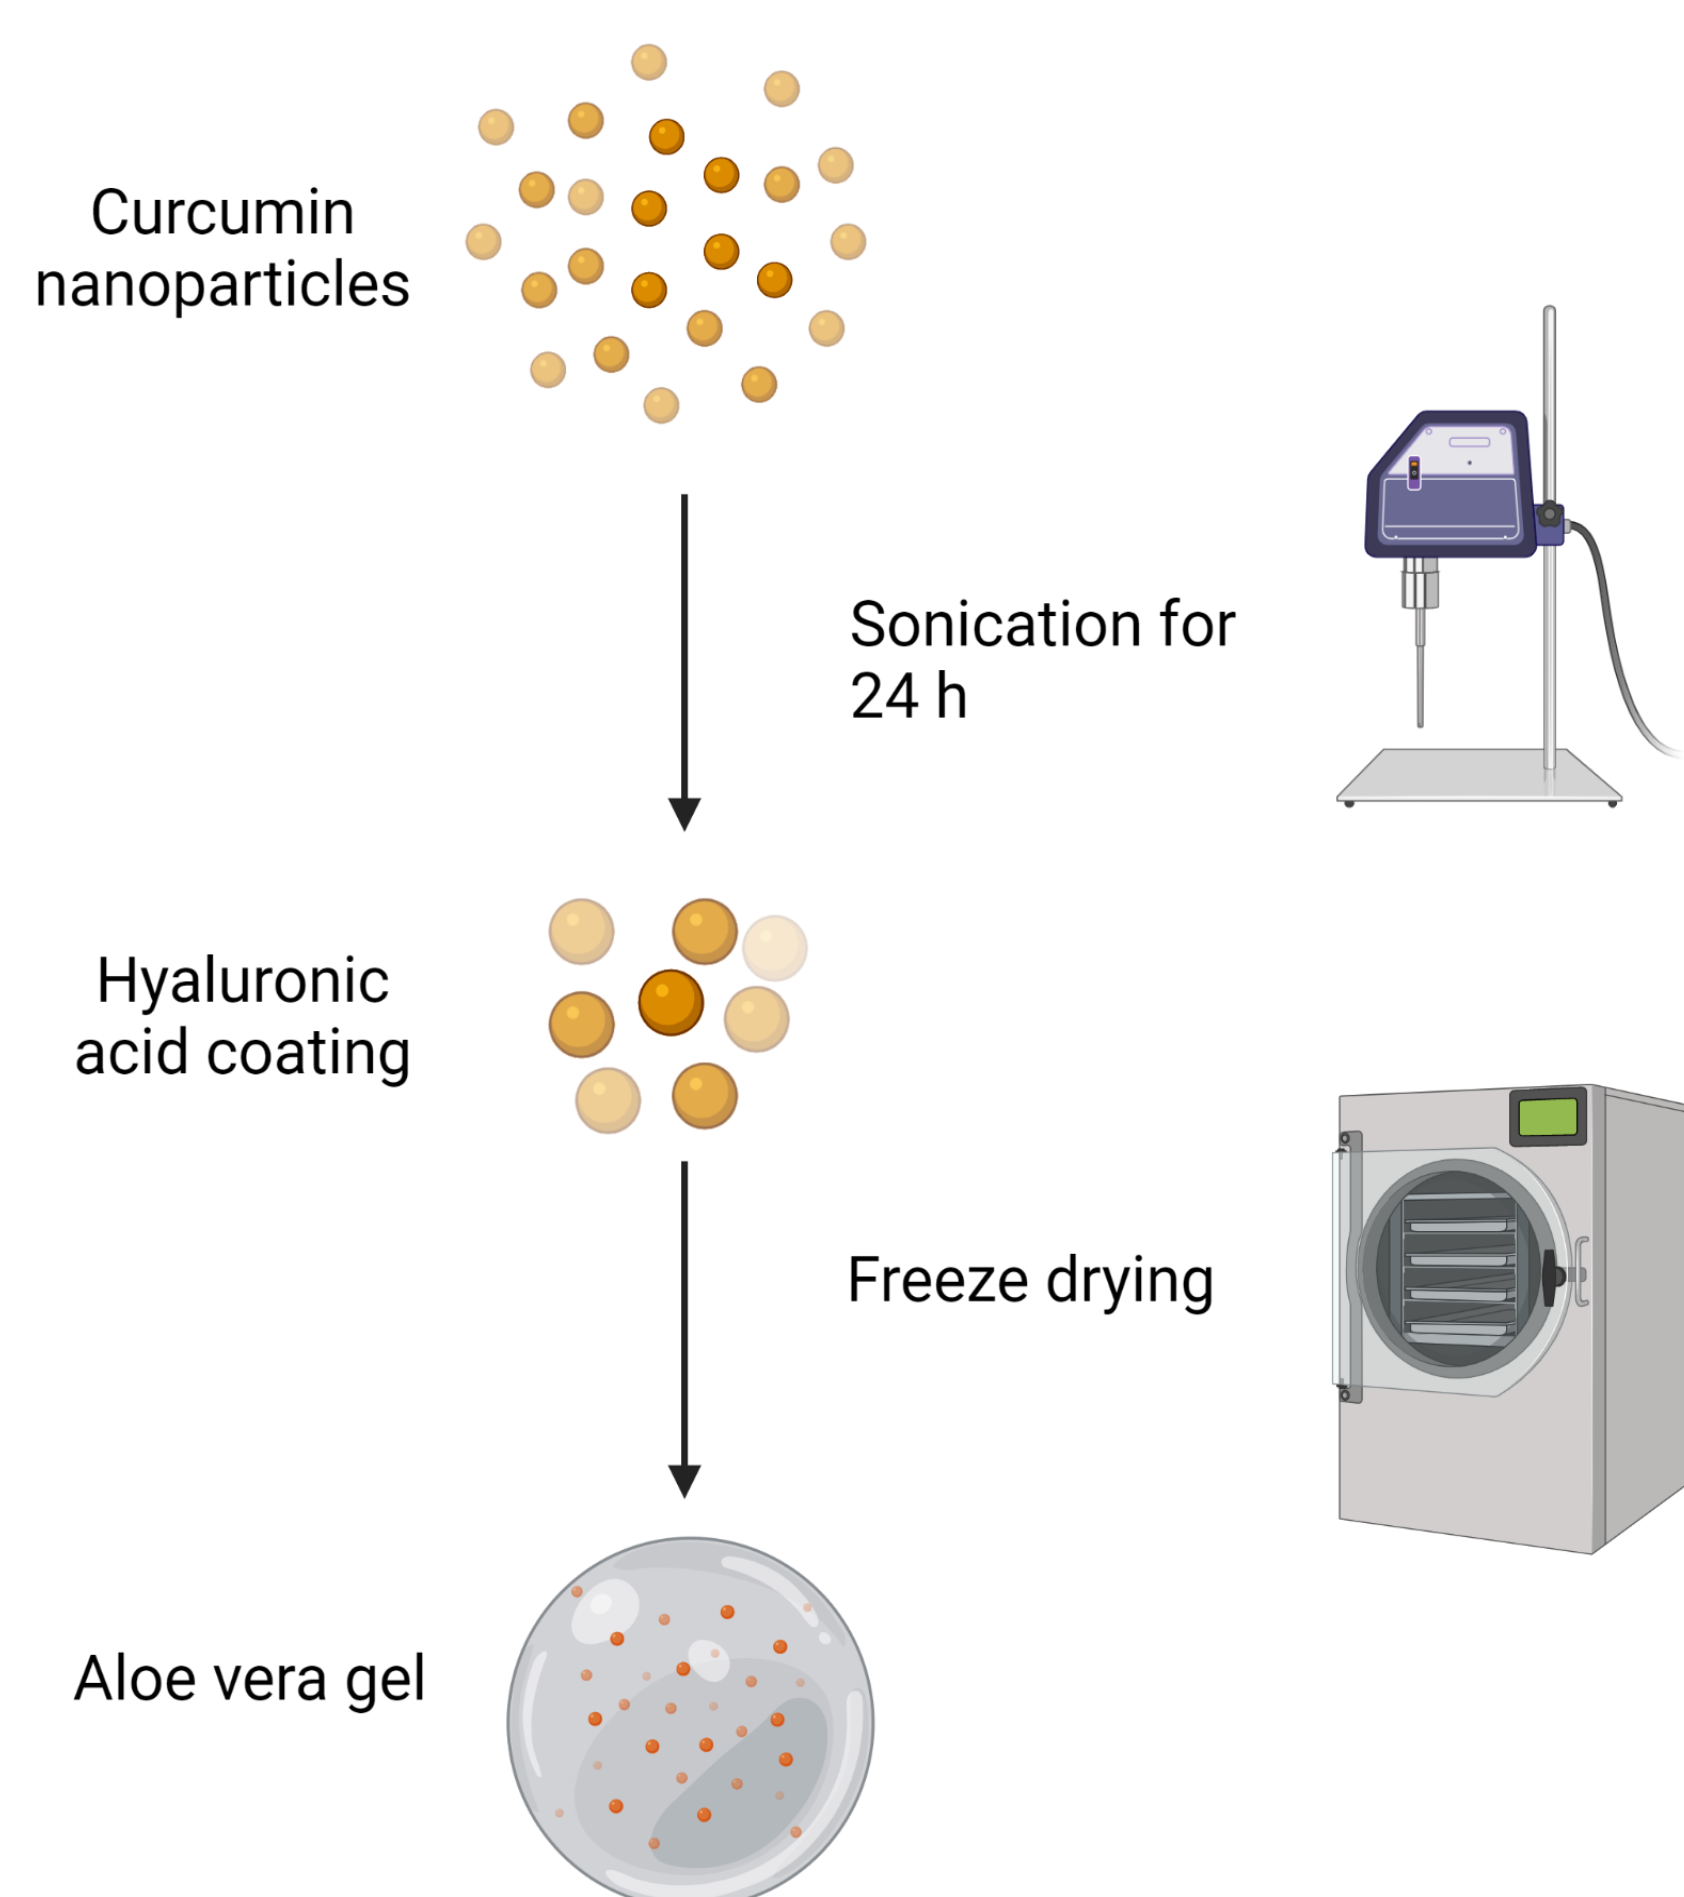 Curcumin
nanoparticles
Sonication for
24 h
Hyaluronic
acid coating
Freeze drying
Aloe vera gel